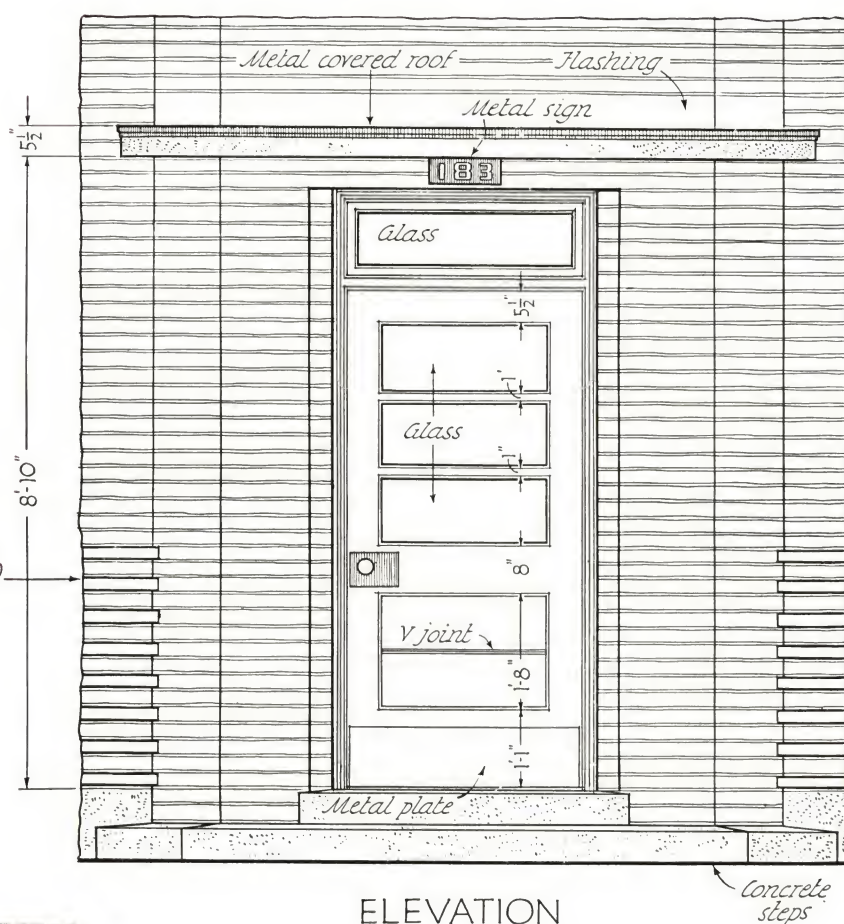 Metal covered roof
Flashing
Metal sign
5½"
183
Glass
5½"
1'
Glass
1"
8'-10"
8"
V joint
1'-8"
1'-1"
Metal plate
ELEVATION
Concrete
steps